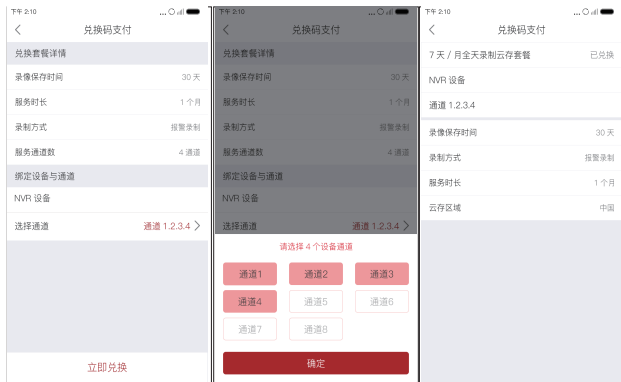 下午 2:10
兑换码支付
兑换套餐详情
录像保存时间 30 天
服务时长 1 个月
录制方式 报警录制
服务通道数 4 通道
绑定设备与通道
NVR 设备
选择通道 通道 1.2.3.4
立即兑换
下午 2:10
兑换码支付
兑换套餐详情
录像保存时间 30 天
服务时长 1 个月
录制方式 报警录制
服务通道数 4 通道
绑定设备与通道
NVR 设备
选择通道 通道 1.2.3.4
请选择 4 个设备通道
通道1 通道2 通道3
通道4 通道5 通道6
通道7 通道8
确定
下午 2:10
兑换码支付
7 天 / 月全天录制云存套餐 已兑换
NVR 设备
通道 1.2.3.4
录像保存时间 30 天
录制方式 报警录制
服务时长 1 个月
云存区域 中国